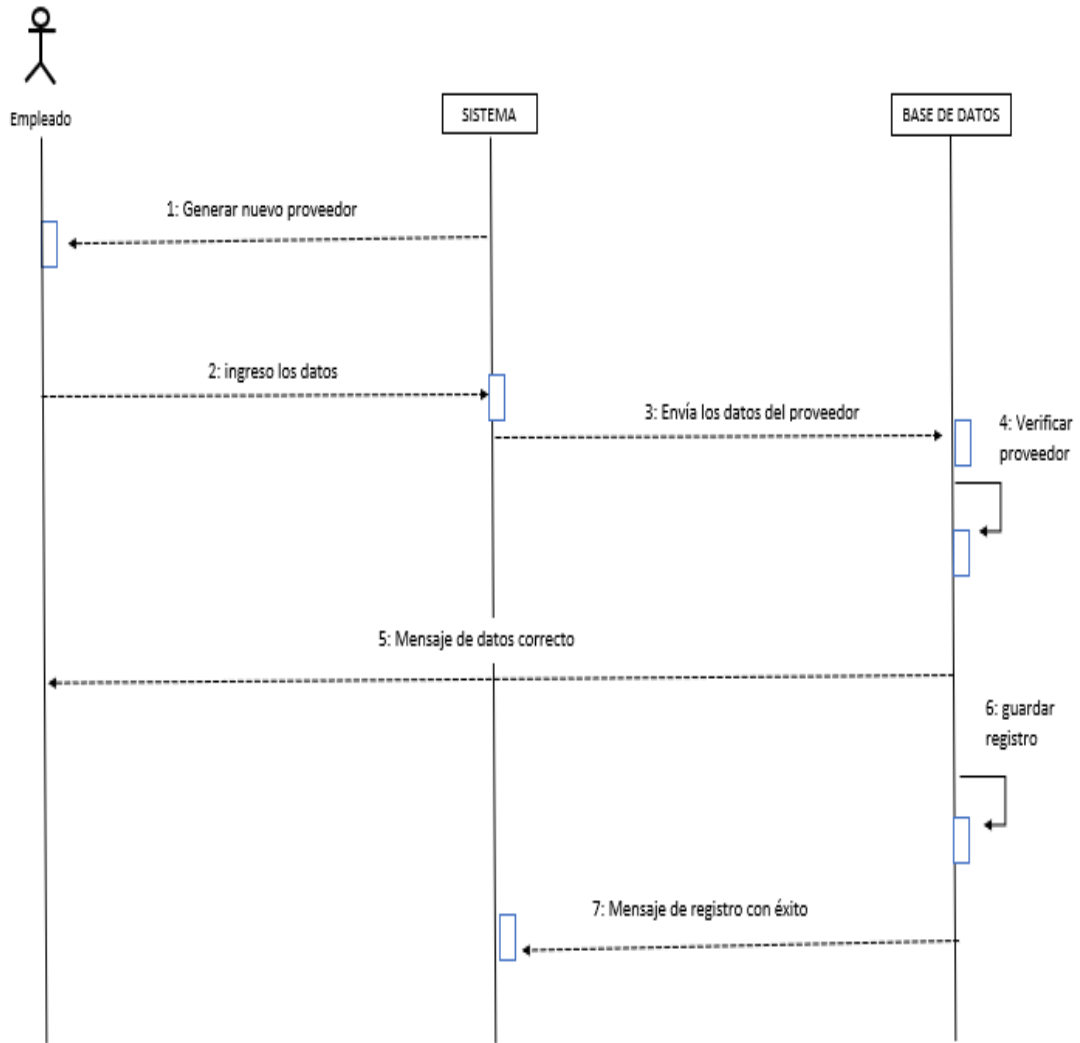 Empleado
SISTEMA
BASE DE DATOS
1: Generar nuevo proveedor
2: ingreso los datos
3: Envía los datos del proveedor
4: Verificar
proveedor
5: Mensaje de datos correcto
6: guardar
registro
7: Mensaje de registro con éxito